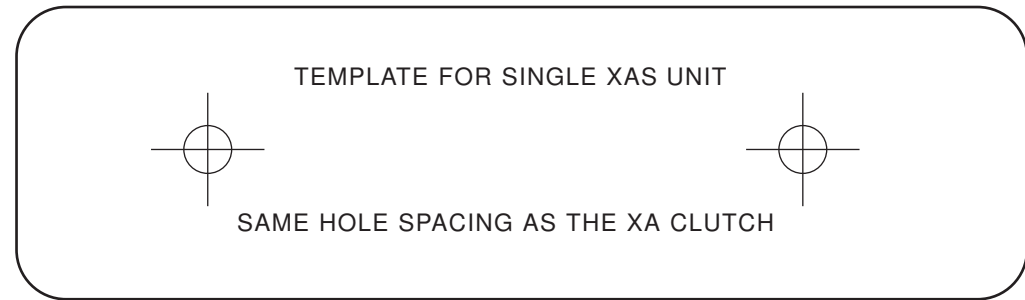 TEMPLATE FOR SINGLE XAS UNIT
SAME HOLE SPACING AS THE XA CLUTCH